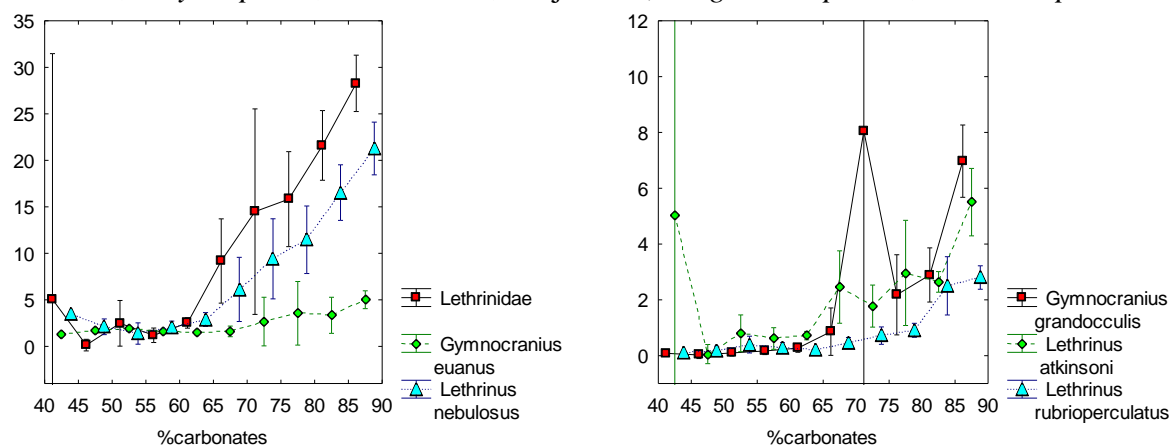 35
30
25
20
15
10
5
0
40 45 50 55 60 65 70 75 80 85 90
%carbonates
Lethrinidae
Gymnocranius
euanus
Lethrinus
nebulosus
12
10
8
6
4
2
0
40 45 50 55 60 65 70 75 80 85 90
%carbonates
Gymnocranius
grandocculis
Lethrinus
atkinsoni
Lethrinus
rubrioperculatus